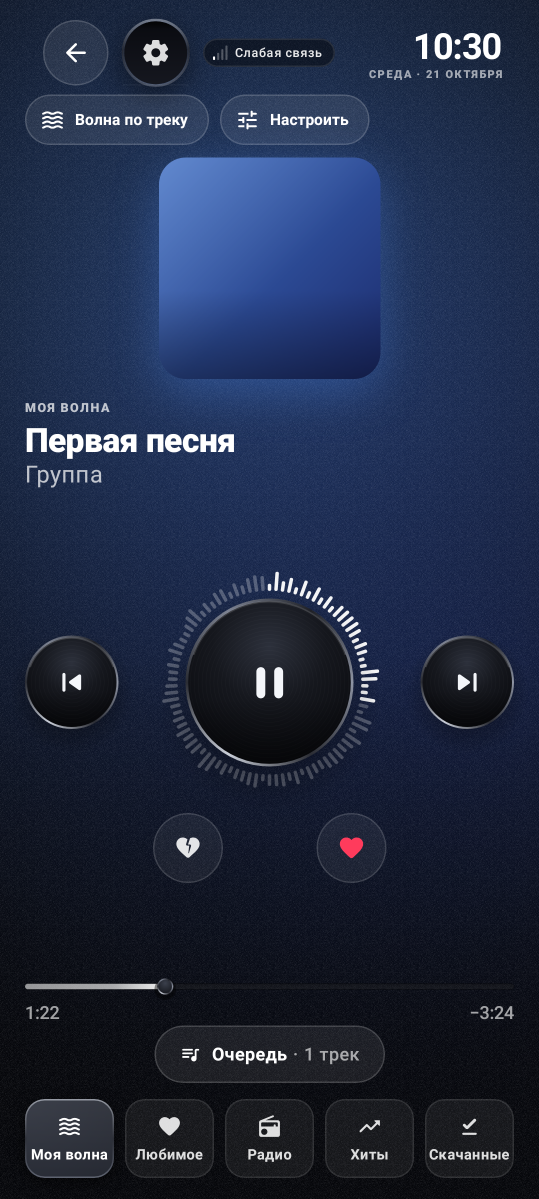 Слабая связь
10:30
СРЕДА · 21 ОКТЯБРЯ
Волна по треку
Настроить
МОЯ ВОЛНА
Первая песня
Группа
1:22
−3:24
Очередь · 1 трек
Моя волна
Любимое
Радио
Хиты
Скачанные